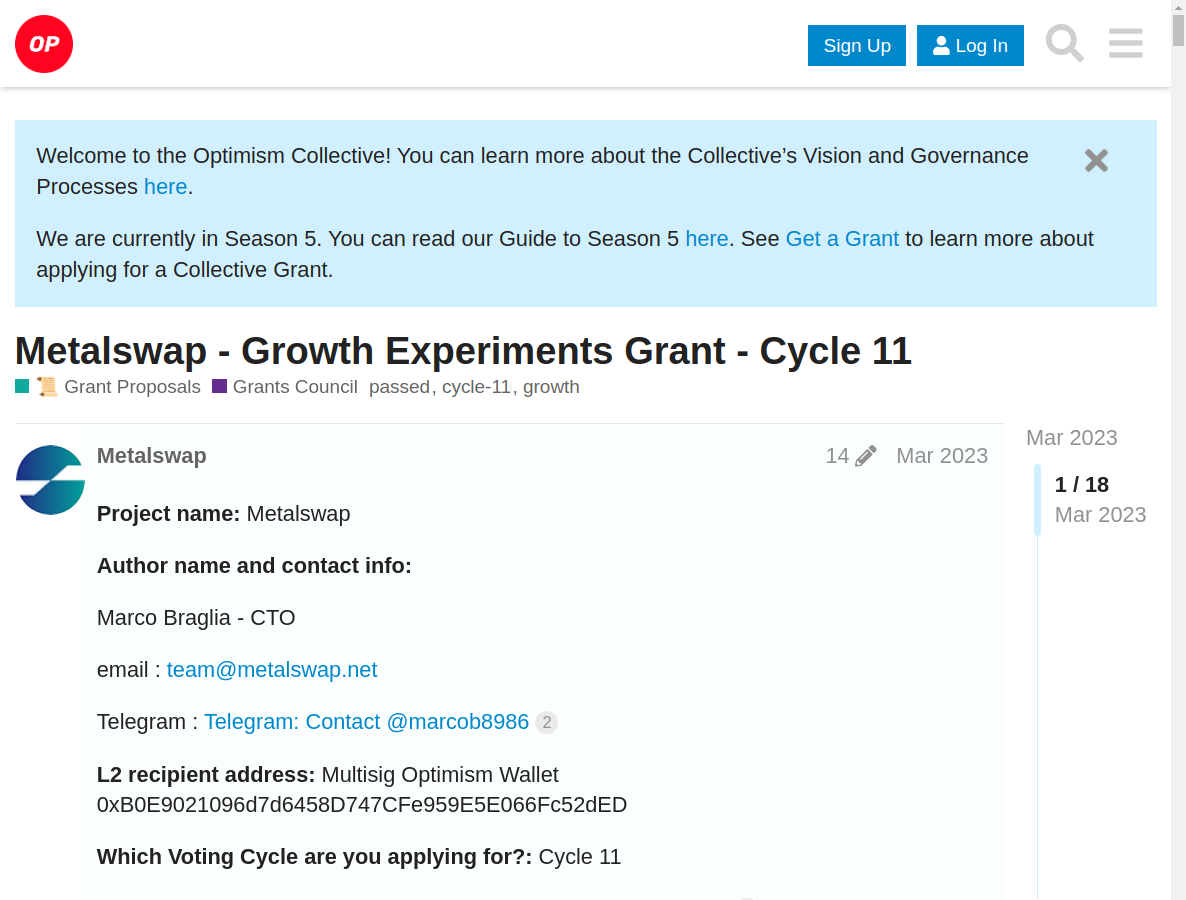 OP
Sign Up
Log In
Welcome to the Optimism Collective! You can learn more about the Collective’s Vision and Governance
Processes here.
We are currently in Season 5. You can read our Guide to Season 5 here. See Get a Grant to learn more about
applying for a Collective Grant.
Metalswap - Growth Experiments Grant - Cycle 11
📜 Grant Proposals Grants Council passed, cycle-11, growth
Metalswap 14 Mar 2023
Project name: Metalswap
Author name and contact info:
Marco Braglia - CTO
email : team@metalswap.net
Telegram : Telegram: Contact @marcob8986 2
L2 recipient address: Multisig Optimism Wallet
0xB0E9021096d7d6458D747CFe959E5E066Fc52dED
Which Voting Cycle are you applying for?: Cycle 11
Mar 2023
1 / 18
Mar 2023